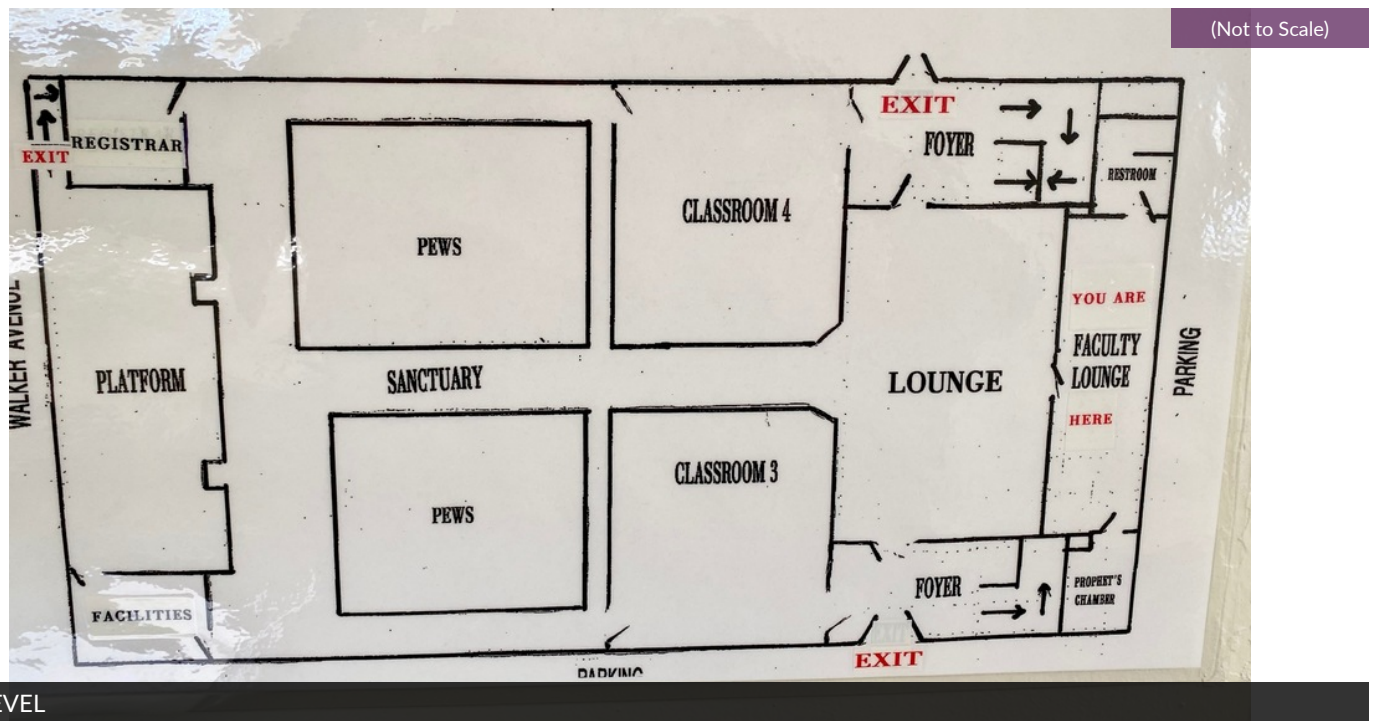 (Not to Scale)
EXIT
REGISTRAR
EXIT
FOYER
RESTROOM
CLASSROOM 4
PEWS
YOU ARE
FACULTY
LOUNGE
HERE
WALKER AVENUE
PLATFORM
SANCTUARY
LOUNGE
PARKING
CLASSROOM 3
PEWS
FOYER
PROPHET'S
CHAMBER
FACILITIES
EXIT
PARKING
EVEL